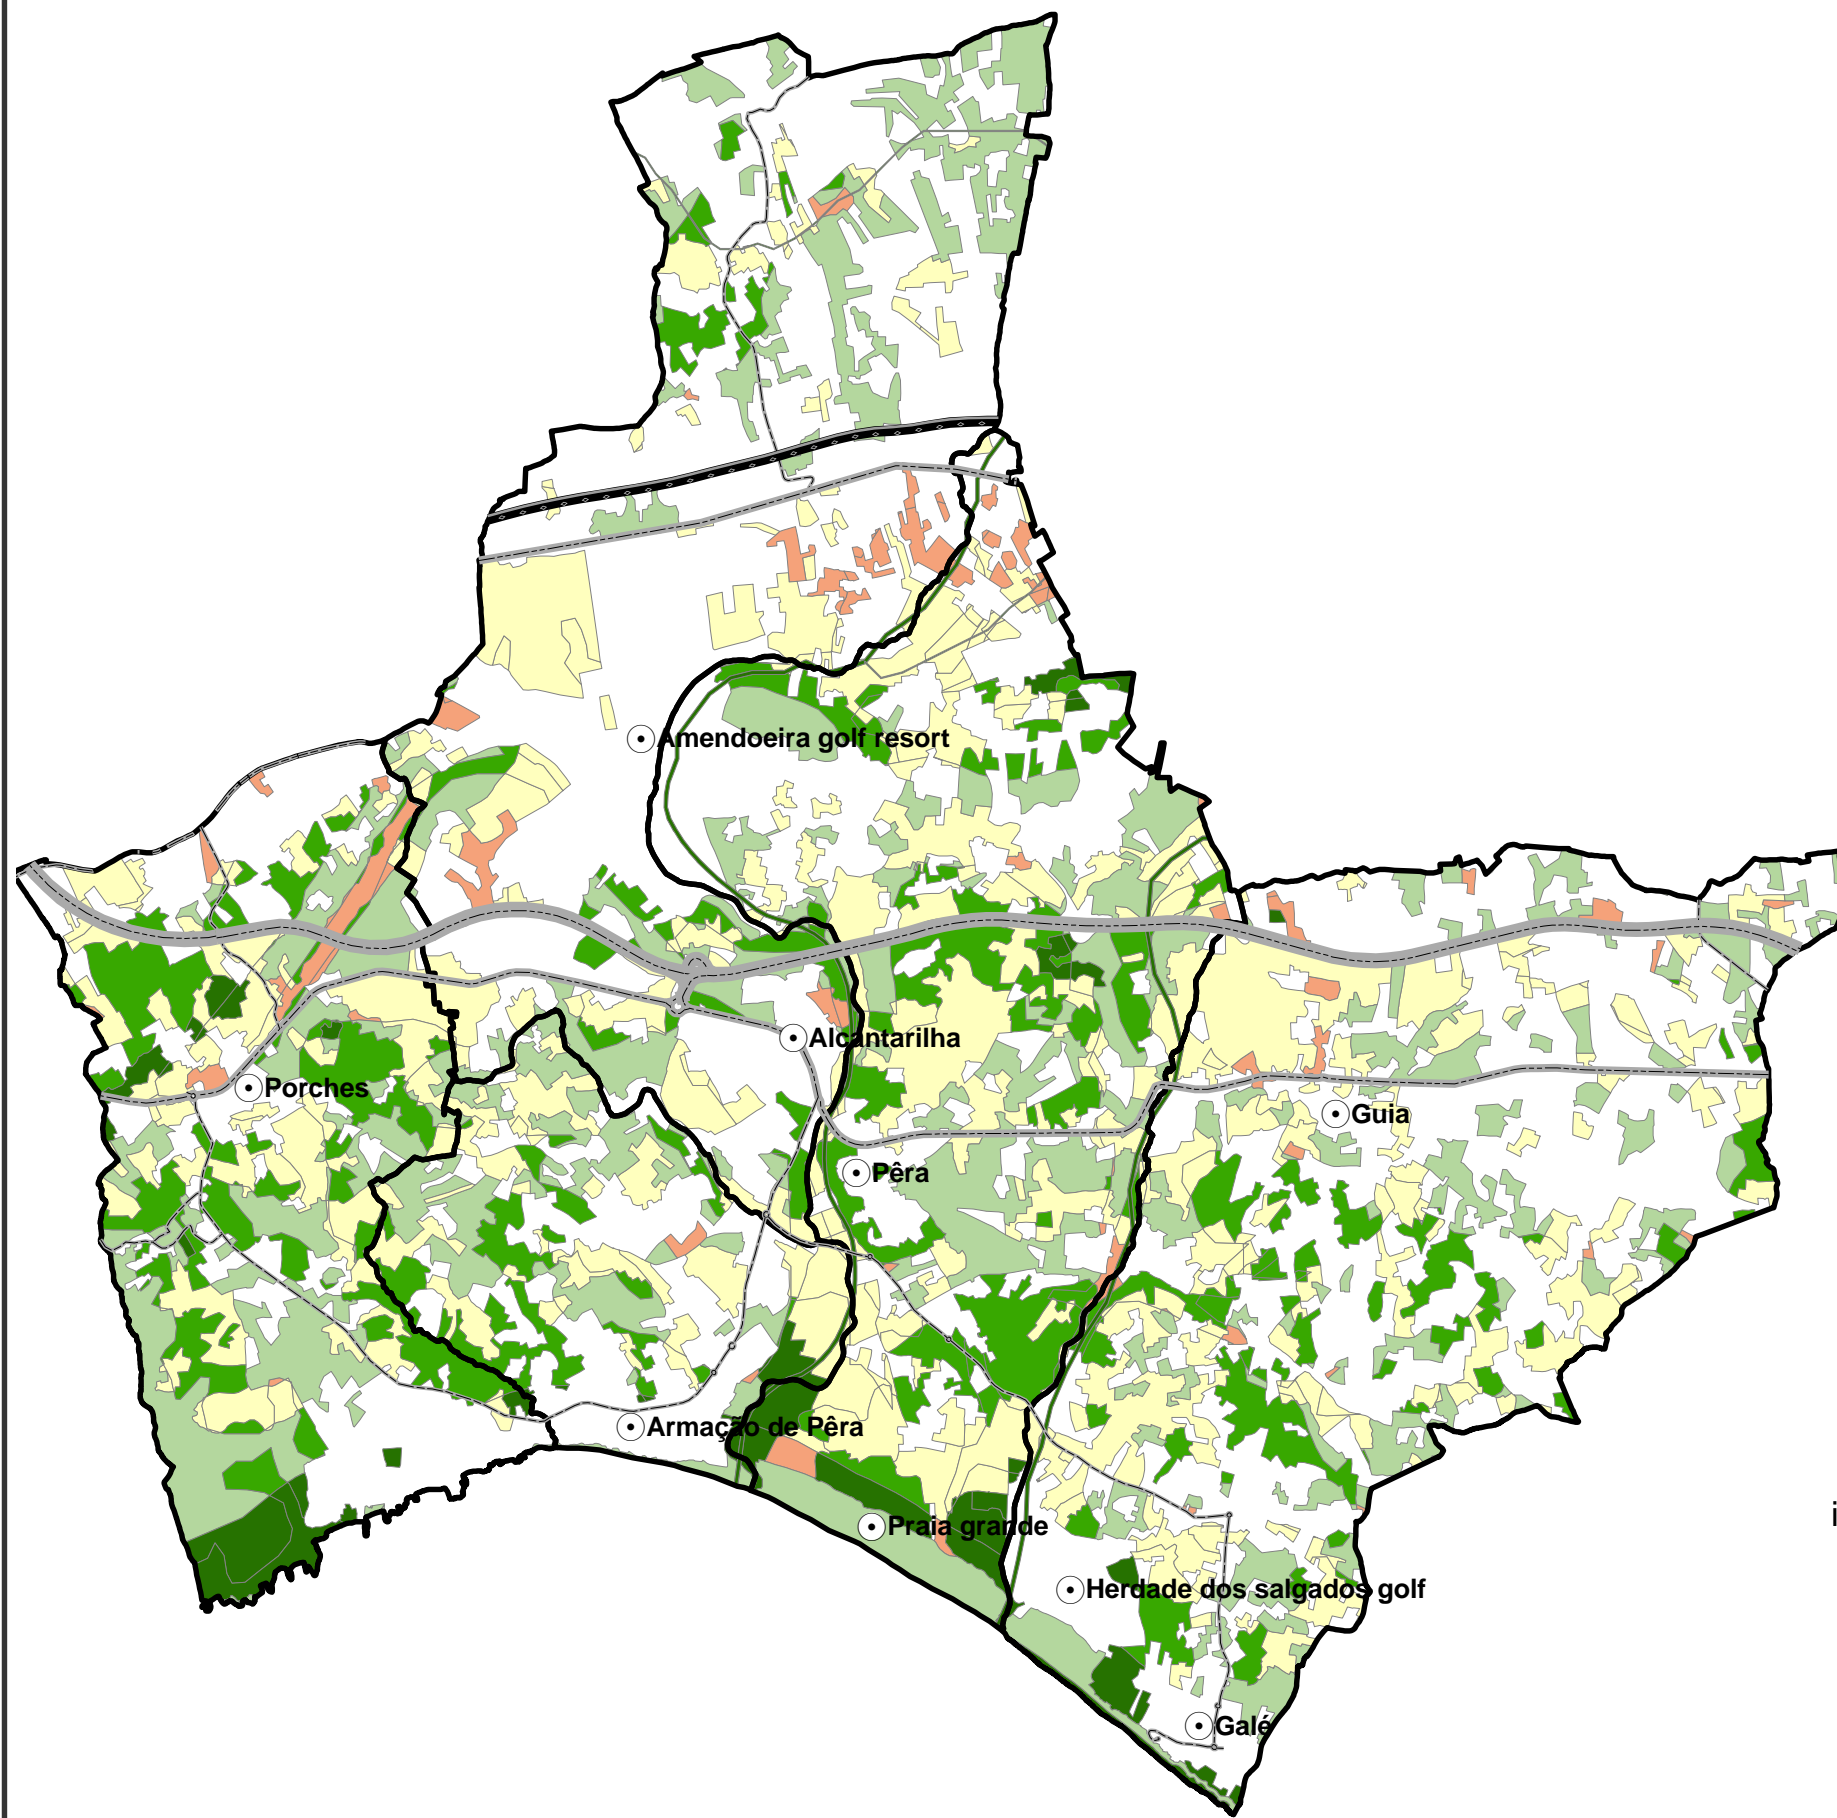 Amendoeira golf resort
Alcantarilha
Porches
Guia
Pêra
Armação de Pêra
Praia grande
i
Herdade dos salgados golf
Galé